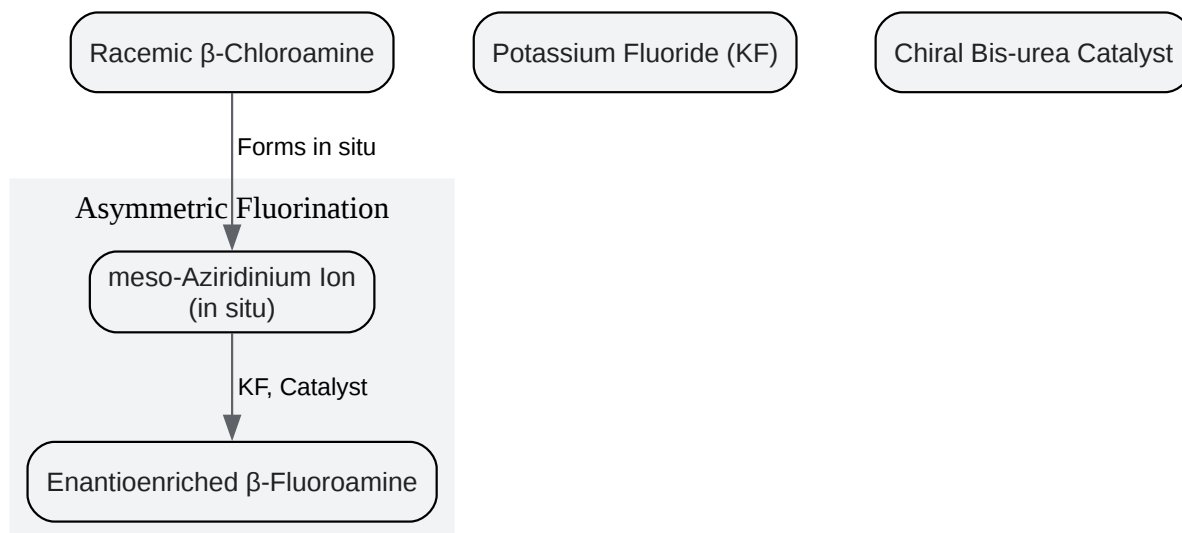 Racemic β-Chloroamine
Potassium Fluoride (KF)
Chiral Bis-urea Catalyst
Forms in situ
Asymmetric Fluorination
meso-Aziridinium Ion
(in situ)
KF, Catalyst
Enantioenriched β-Fluoroamine